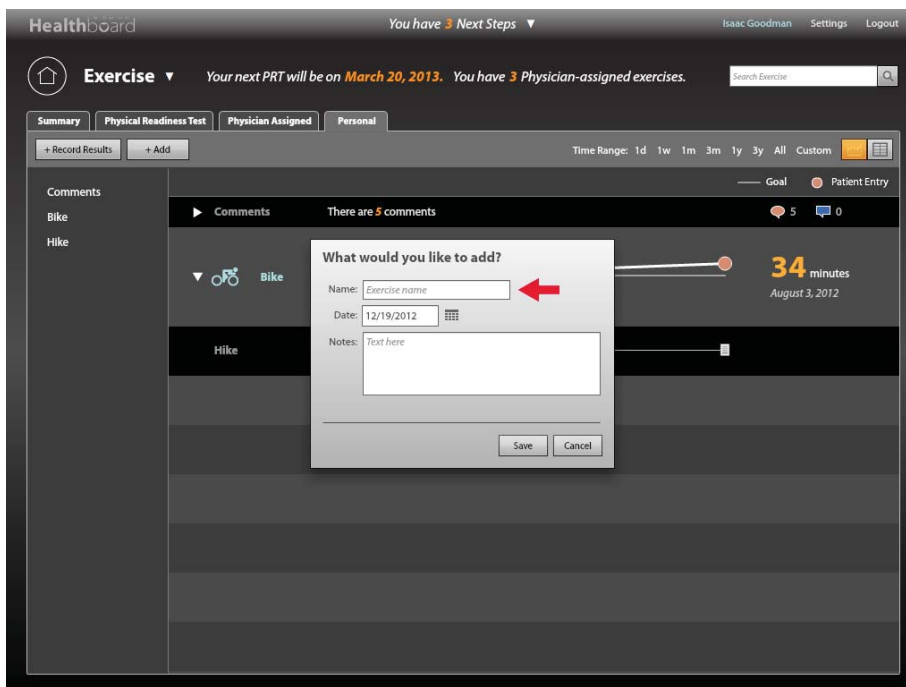 Healthboard
You have 3 Next Steps ▼
Isaac Goodman Settings Logout
Exercise ▼
Your next PRT will be on March 20, 2013. You have 3 Physician-assigned exercises.
Search Exercise
Summary Physical Readiness Test Physician Assigned Personal
+ Record Results + Add
Time Range: 1d 1w 1m 3m 1y 3y All Custom
Goal Patient Entry
Comments
Bike
Hike
Comments There are 5 comments 5 0
Bike
34 minutes
August 3, 2012
Hike
What would you like to add?
Name: Exercise name
Date: 12/19/2012
Notes: Text here
Save Cancel